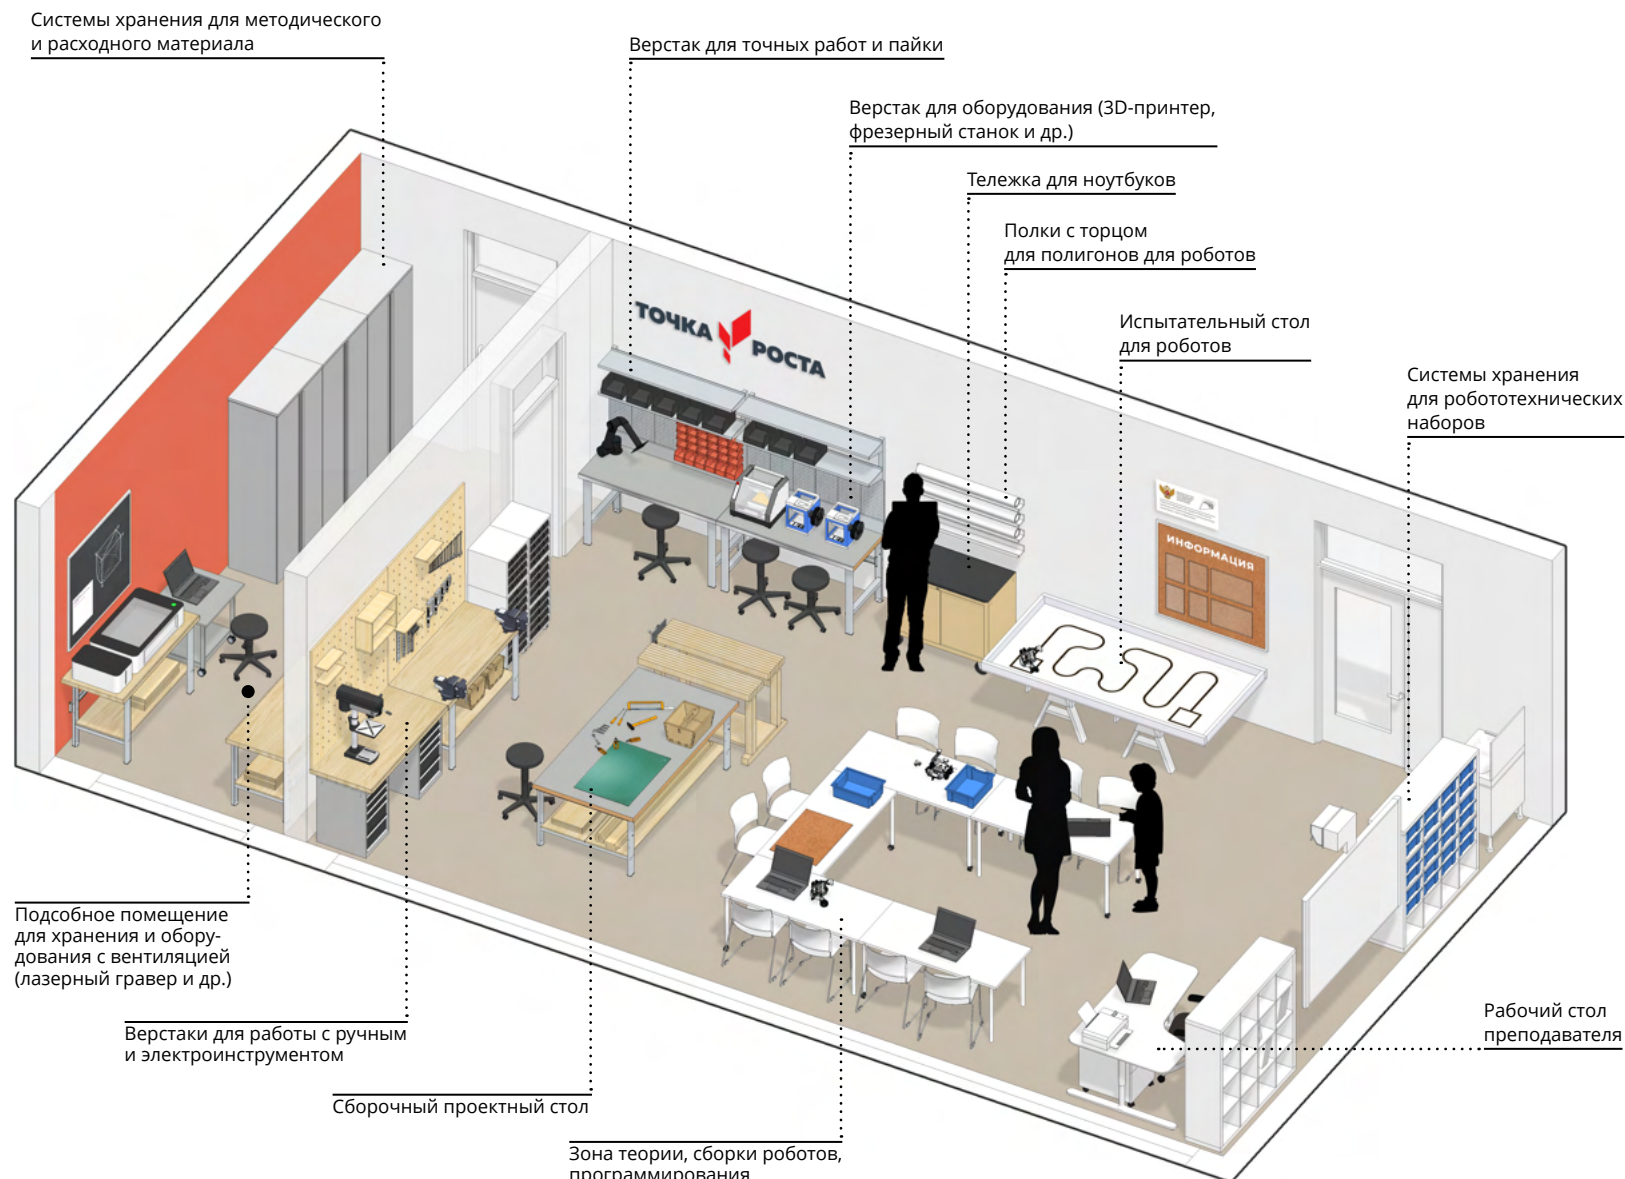 Системы хранения для методического
и расходного материала
Верстак для точных работ и пайки
Верстак для оборудования (3D-принтер,
фрезерный станок и др.)
Тележка для ноутбуков
Полки с торцом
для полигонов для роботов
Испытательный стол
для роботов
Системы хранения
для робототехнических
наборов
ТОЧКА
РОСТА
ИНФОРМАЦИЯ
Подсобное помещение
для хранения и обору-
дования с вентиляцией
(лазерный гравер и др.)
Верстаки для работы с ручным
и электроинструментом
Сборочный проектный стол
Зона теории, сборки роботов,
программирования
Рабочий стол
преподавателя